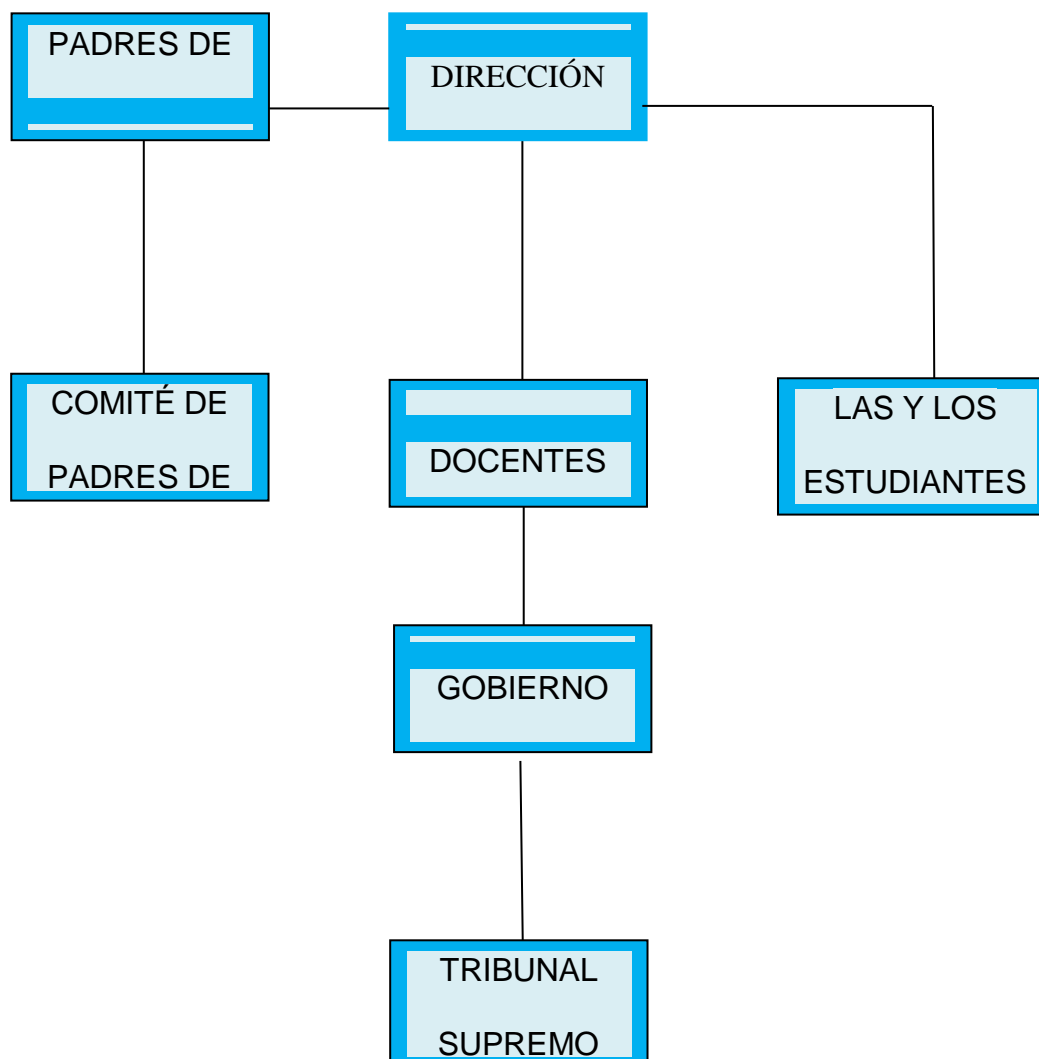 PADRES DE
DIRECCIÓN
COMITÉ DE
PADRES DE
DOCENTES
LAS Y LOS
ESTUDIANTES
GOBIERNO
TRIBUNAL
SUPREMO